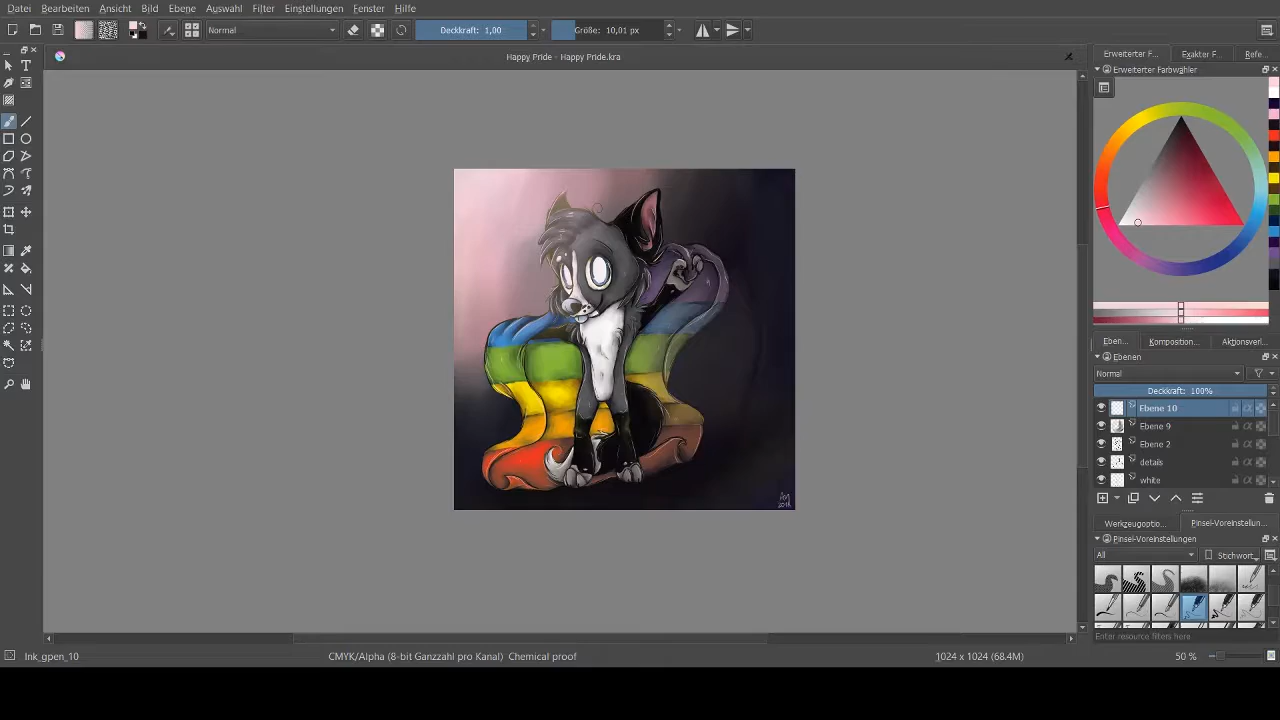 Datei Bearbeiten Ansicht Bild Ebene Auswahl Filter Einstellungen Fenster Hilfe
Normal Deckkraft: 1,00 Größe: 10,01 px
Happy Pride - Happy Pride.kra
Erweiterter F... Exakter F... Refe...
Erweiterter Farbwähler
Eben... Komposition... Aktionsverl...
Ebenen
Normal
Deckkraft: 100%
Ebene 10
Ebene 9
Ebene 2
details
white
2018
Werkzeugoptio... Pinsel-Voreinstellun...
Pinsel-Voreinstellungen
All Stichwort
Enter resource filters here
Ink_gpen_10 CMYK/Alpha (8-bit Ganzzahl pro Kanal) Chemical proof 1024 x 1024 (68.4M) 50 %